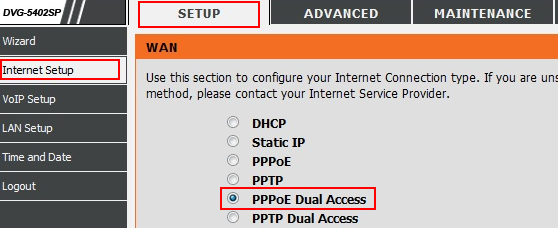 DVG-5402SP
SETUP
ADVANCED
MAINTENANCE
Wizard
Internet Setup
VoIP Setup
LAN Setup
Time and Date
Logout
WAN
Use this section to configure your Internet Connection type. If you are uns
method, please contact your Internet Service Provider.
DHCP
Static IP
PPPoE
PPTP
PPPoE Dual Access
PPTP Dual Access